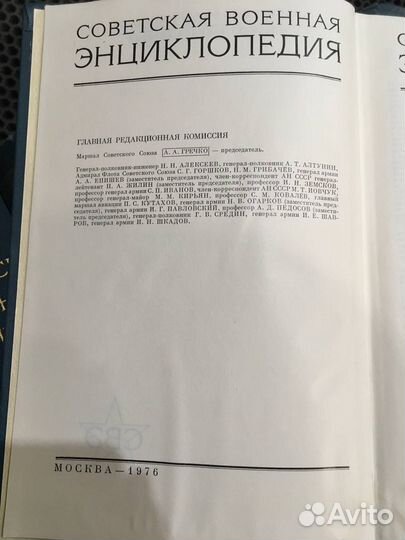 СОВЕТСКАЯ ВОЕННАЯ
ЭНЦИКЛОПЕДИЯ
ГЛАВНАЯ РЕДАКЦИОННАЯ КОМИССИЯ
Маршал Советского Союза А. А. ГРЕЧКО — председатель.
Генерал-полковник-инженер Н. Н. АЛЕКСЕЕВ, генерал-полковник А. Т. АЛТУНИН,
Адмирал Флота Советского Союза С. Г. ГОРШКОВ, Н. М. ГРИБАЧЕВ, генерал армии
А. А. ЕПИШЕВ (заместитель председателя), член-корреспондент АН СССР генерал-
лейтенант П. А. ЖИЛИН (заместитель председателя), профессор И. Н. ЗЕМСКОВ,
профессор генерал армии С. П. ИВАНОВ, член-корреспондент АН СССР М. Т. ИОВЧУК,
профессор генерал-майор М. М. КИРЬЯН, профессор С. М. КОВАЛЕВ, главный
маршал авиации П. С. КУТАХОВ, генерал армии Н. В. ОГАРКОВ (заместитель пред-
седателя), генерал армии И. Г. ПАВЛОВСКИЙ, профессор А. Д. ПЕДОСОВ (замести-
тель председателя), генерал-полковник Г. В. СРЕДИН, генерал армии И. Е. ШАВ-
РОВ, генерал армии И. Н. ШКАДОВ.
СВЭ
МОСКВА — 1976
Avito